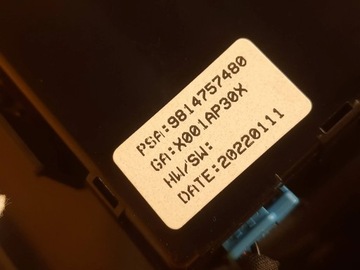 PSA:9814757480
GA:X001AP30X
HW/SW:
DATE:20220111